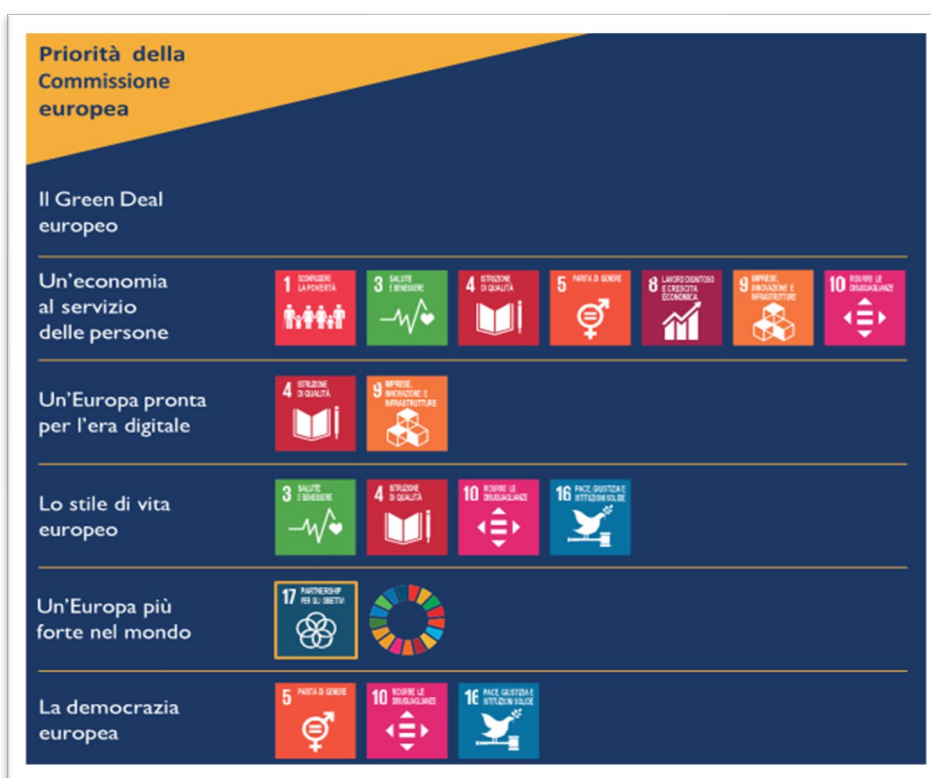 Priorità della
Commissione
europea
Il Green Deal
europeo
Un'economia
al servizio
delle persone
1 SCONFIGGERE
LA POVERTÀ
3 SALUTE
E BENESSERE
4 ISTRUZIONE
DI QUALITÀ
5 PARITÀ DI GENERE
8 LAVORO DIGNITOSO
E CRESCITA
ECONOMICA
9 IMPRESE,
INNOVAZIONE E
INFRASTRUTTURE
10 RIDURRE LE
DISUGUAGLIANZE
Un'Europa pronta
per l'era digitale
4 ISTRUZIONE
DI QUALITÀ
9 IMPRESE,
INNOVAZIONE E
INFRASTRUTTURE
Lo stile di vita
europeo
3 SALUTE
E BENESSERE
4 ISTRUZIONE
DI QUALITÀ
10 RIDURRE LE
DISUGUAGLIANZE
16 PACE, GIUSTIZIA E
ISTITUZIONI SOLIDE
Un'Europa più
forte nel mondo
17 PARTNERSHIP
PER GLI OBIETTIVI
La democrazia
europea
5 PARITÀ DI GENERE
10 RIDURRE LE
DISUGUAGLIANZE
16 PACE, GIUSTIZIA E
ISTITUZIONI SOLIDE